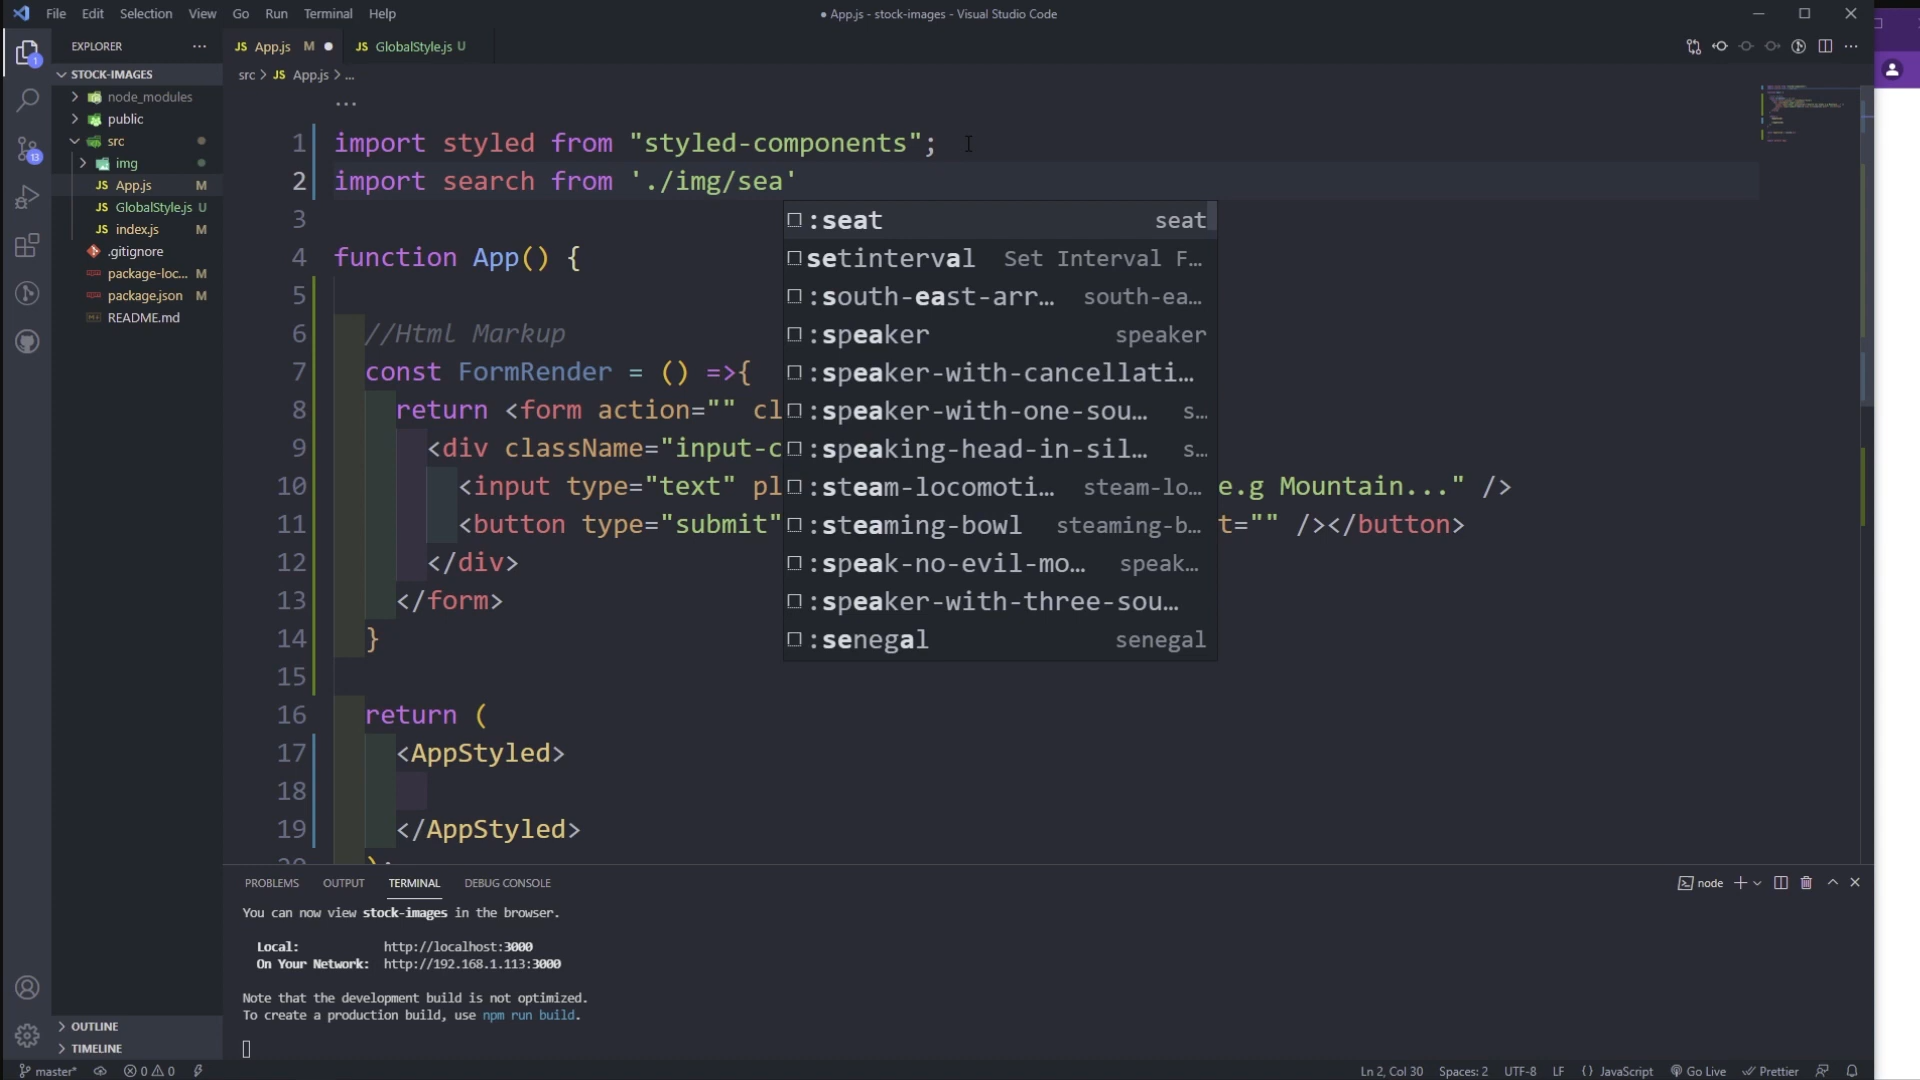 File Edit Selection View Go Run Terminal Help
● App.js - stock-images - Visual Studio Code
EXPLORER ...
STOCK-IMAGES
node_modules
public
src
img
JS App.js M
JS GlobalStyle.js U
JS index.js M
.gitignore
package-loc... M
package.json M
README.md
OUTLINE
TIMELINE
1
13
JS App.js M
JS GlobalStyle.js U
src > JS App.js > ...
...
1 import styled from "styled-components";
2 import search from './img/sea'
3
4 function App() {
5
6 //Html Markup
7 const FormRender = () =>{
8 return <form action="" cl
9 <div className="input-c
10 <input type="text" pl e.g Mountain..." />
11 <button type="submit" t="" /></button>
12 </div>
13 </form>
14 }
15
16 return (
17 <AppStyled>
18
19 </AppStyled>
20 );
:seat seat
setinterval Set Interval F...
:south-east-arr... south-ea...
:speaker speaker
:speaker-with-cancellati...
:speaker-with-one-sou... s...
:speaking-head-in-sil... s...
:steam-locomoti... steam-lo...
:steaming-bowl steaming-b...
:speak-no-evil-mo... speak...
:speaker-with-three-sou...
:senegal senegal
PROBLEMS OUTPUT TERMINAL DEBUG CONSOLE
node
You can now view stock-images in the browser.
Local: http://localhost:3000
On Your Network: http://192.168.1.113:3000
Note that the development build is not optimized.
To create a production build, use npm run build.
master* 0 0
Ln 2, Col 30 Spaces: 2 UTF-8 LF {} JavaScript Go Live Prettier